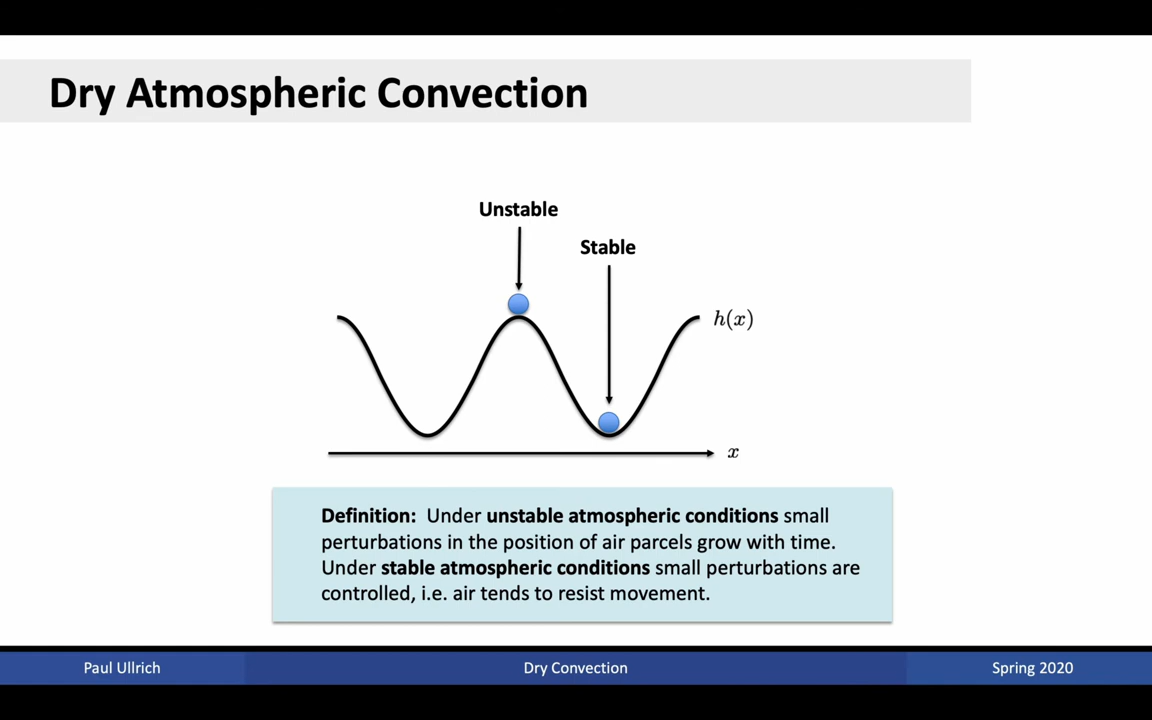 Dry Atmospheric Convection
Unstable
Stable
h(x)
x
Definition: Under unstable atmospheric conditions small
perturbations in the position of air parcels grow with time.
Under stable atmospheric conditions small perturbations are
controlled, i.e. air tends to resist movement.
Paul Ullrich
Dry Convection
Spring 2020